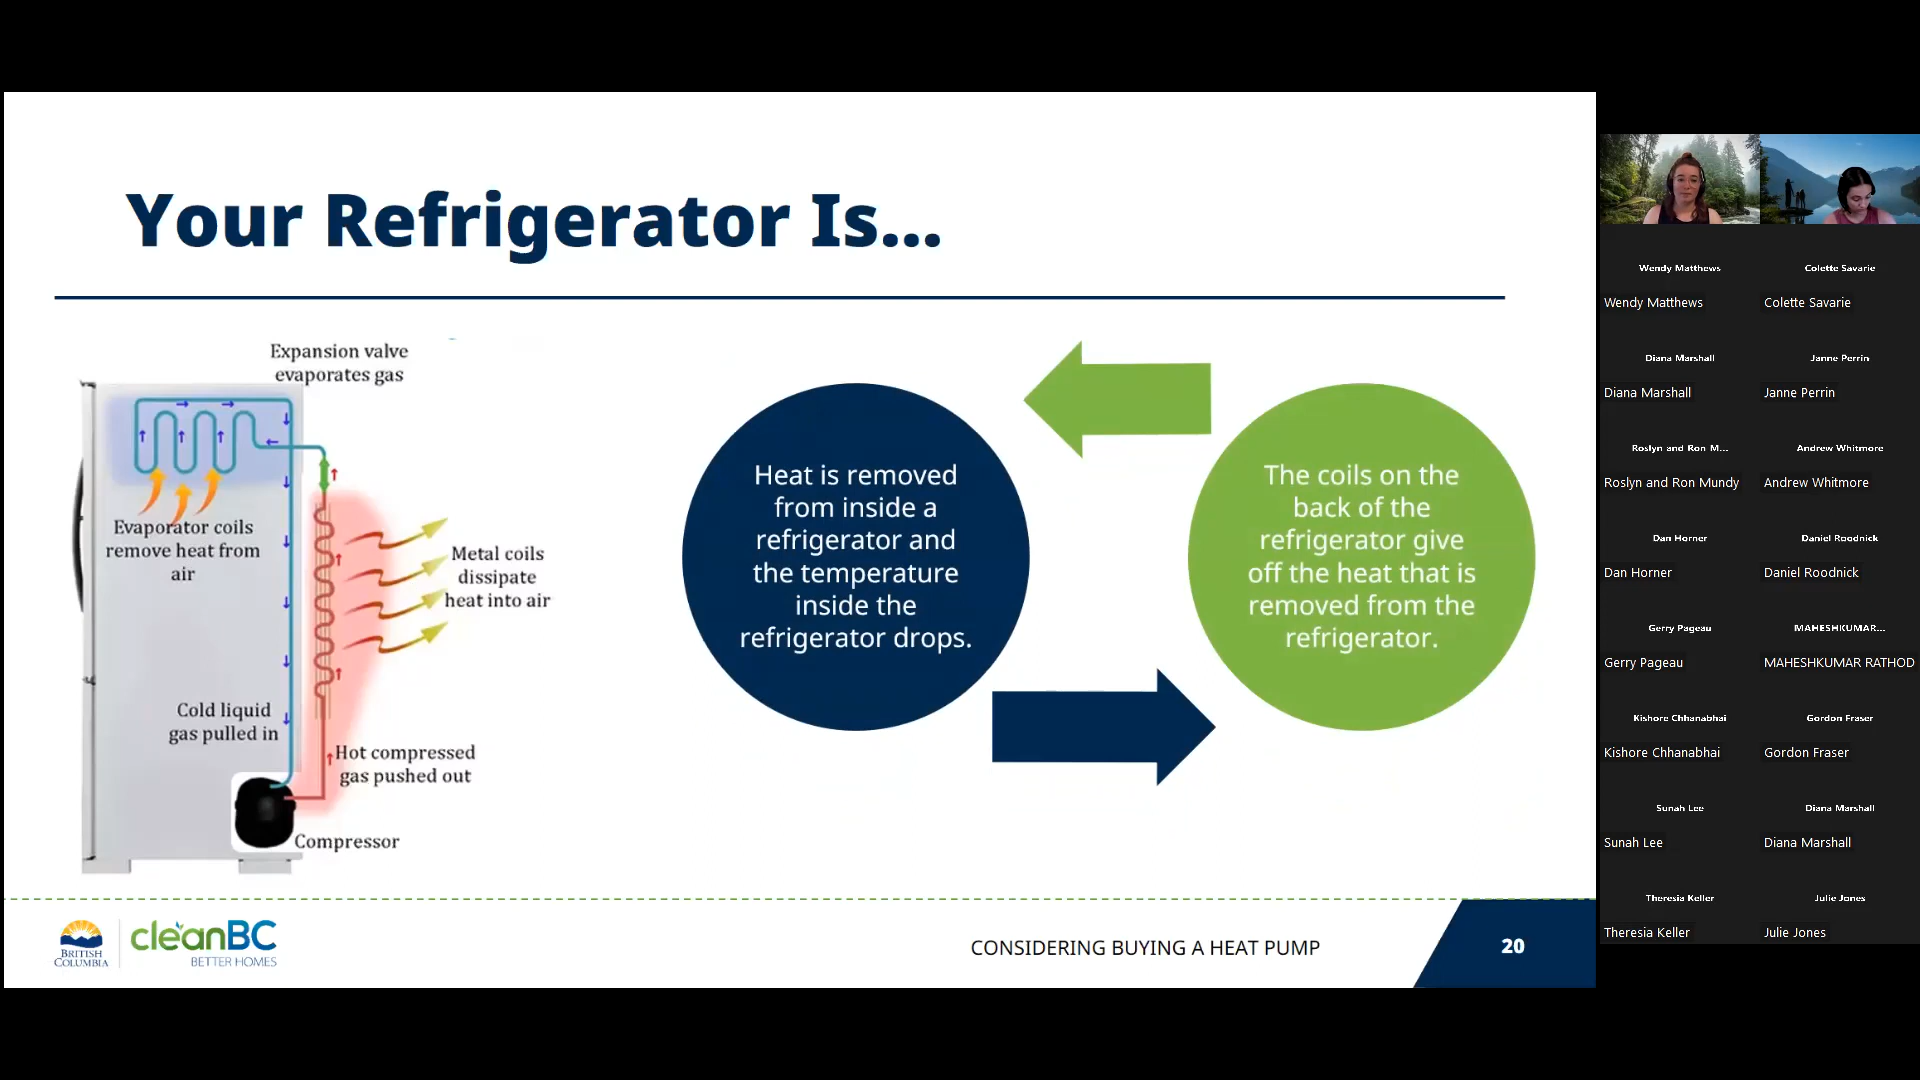 Your Refrigerator Is...
Expansion valve
evaporates gas
Evaporator coils
remove heat from
air
Metal coils
dissipate
heat into air
Cold liquid
gas pulled in
Hot compressed
gas pushed out
Compressor
Heat is removed
from inside a
refrigerator and
the temperature
inside the
refrigerator drops.
The coils on the
back of the
refrigerator give
off the heat that is
removed from the
refrigerator.
BRITISH
COLUMBIA
cleanBC
BETTER HOMES
CONSIDERING BUYING A HEAT PUMP
20
Wendy Matthews
Colette Savarie
Wendy Matthews
Colette Savarie
Diana Marshall
Janne Perrin
Diana Marshall
Janne Perrin
Roslyn and Ron M...
Andrew Whitmore
Roslyn and Ron Mundy
Andrew Whitmore
Dan Horner
Daniel Roodnick
Dan Horner
Daniel Roodnick
Gerry Pageau
MAHESHKUMAR...
Gerry Pageau
MAHESHKUMAR RATHOD
Kishore Chhanabhai
Gordon Fraser
Kishore Chhanabhai
Gordon Fraser
Sunah Lee
Diana Marshall
Sunah Lee
Diana Marshall
Theresia Keller
Julie Jones
Theresia Keller
Julie Jones